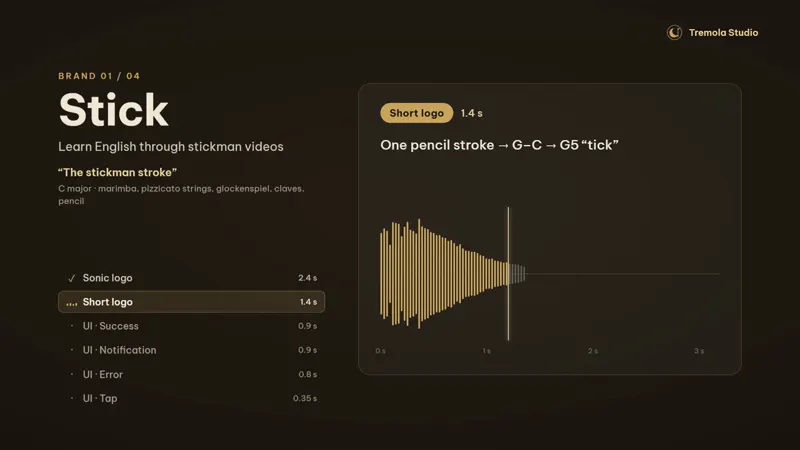 Tremola Studio
BRAND 01 / 04
Stick
Learn English through stickman videos
“The stickman stroke”
C major · marimba, pizzicato strings, glockenspiel, claves,
pencil
✓ Sonic logo 2.4 s
Short logo 1.4 s
· UI · Success 0.9 s
· UI · Notification 0.9 s
· UI · Error 0.8 s
· UI · Tap 0.35 s
Short logo 1.4 s
One pencil stroke → G–C → G5 “tick”
0 s 1 s 2 s 3 s